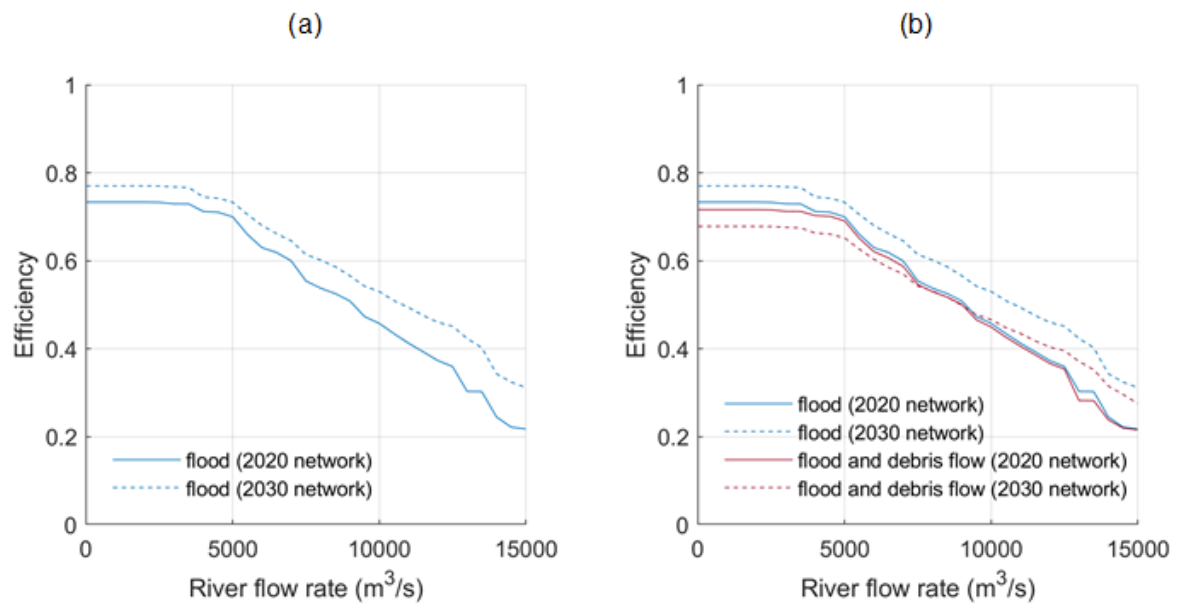 (a)
1
0.8
0.6
0.4
0.2
0
Efficiency
flood (2020 network)
flood (2030 network)
0 5000 10000 15000
River flow rate (m³/s)
(b)
1
0.8
0.6
0.4
0.2
0
Efficiency
flood (2020 network)
flood (2030 network)
flood and debris flow (2020 network)
flood and debris flow (2030 network)
0 5000 10000 15000
River flow rate (m³/s)